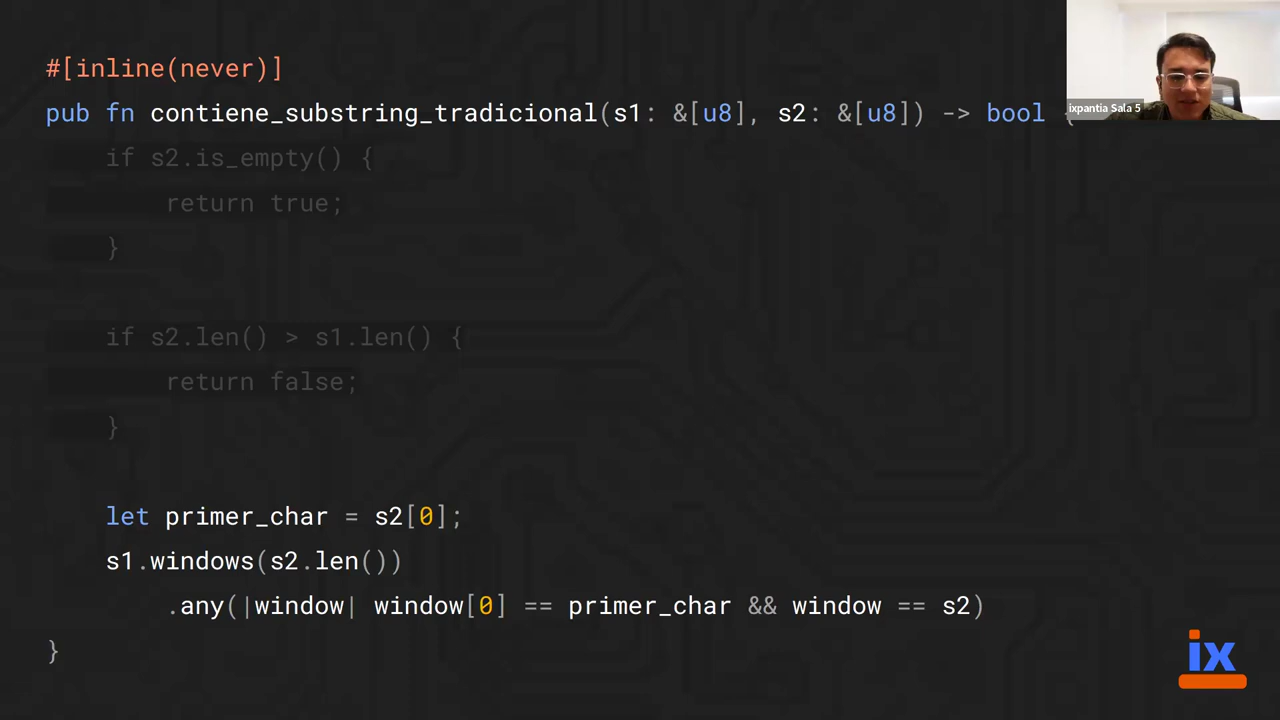 #[inline(never)]
pub fn contiene_substring_tradicional(s1: &[u8], s2: &[u8]) -> bool {
ixpantia Sala 5
    if s2.is_empty() {
        return true;
    }
    if s2.len() > s1.len() {
        return false;
    }
    let primer_char = s2[0];
    s1.windows(s2.len())
        .any(|window| window[0] == primer_char && window == s2)
}
ix